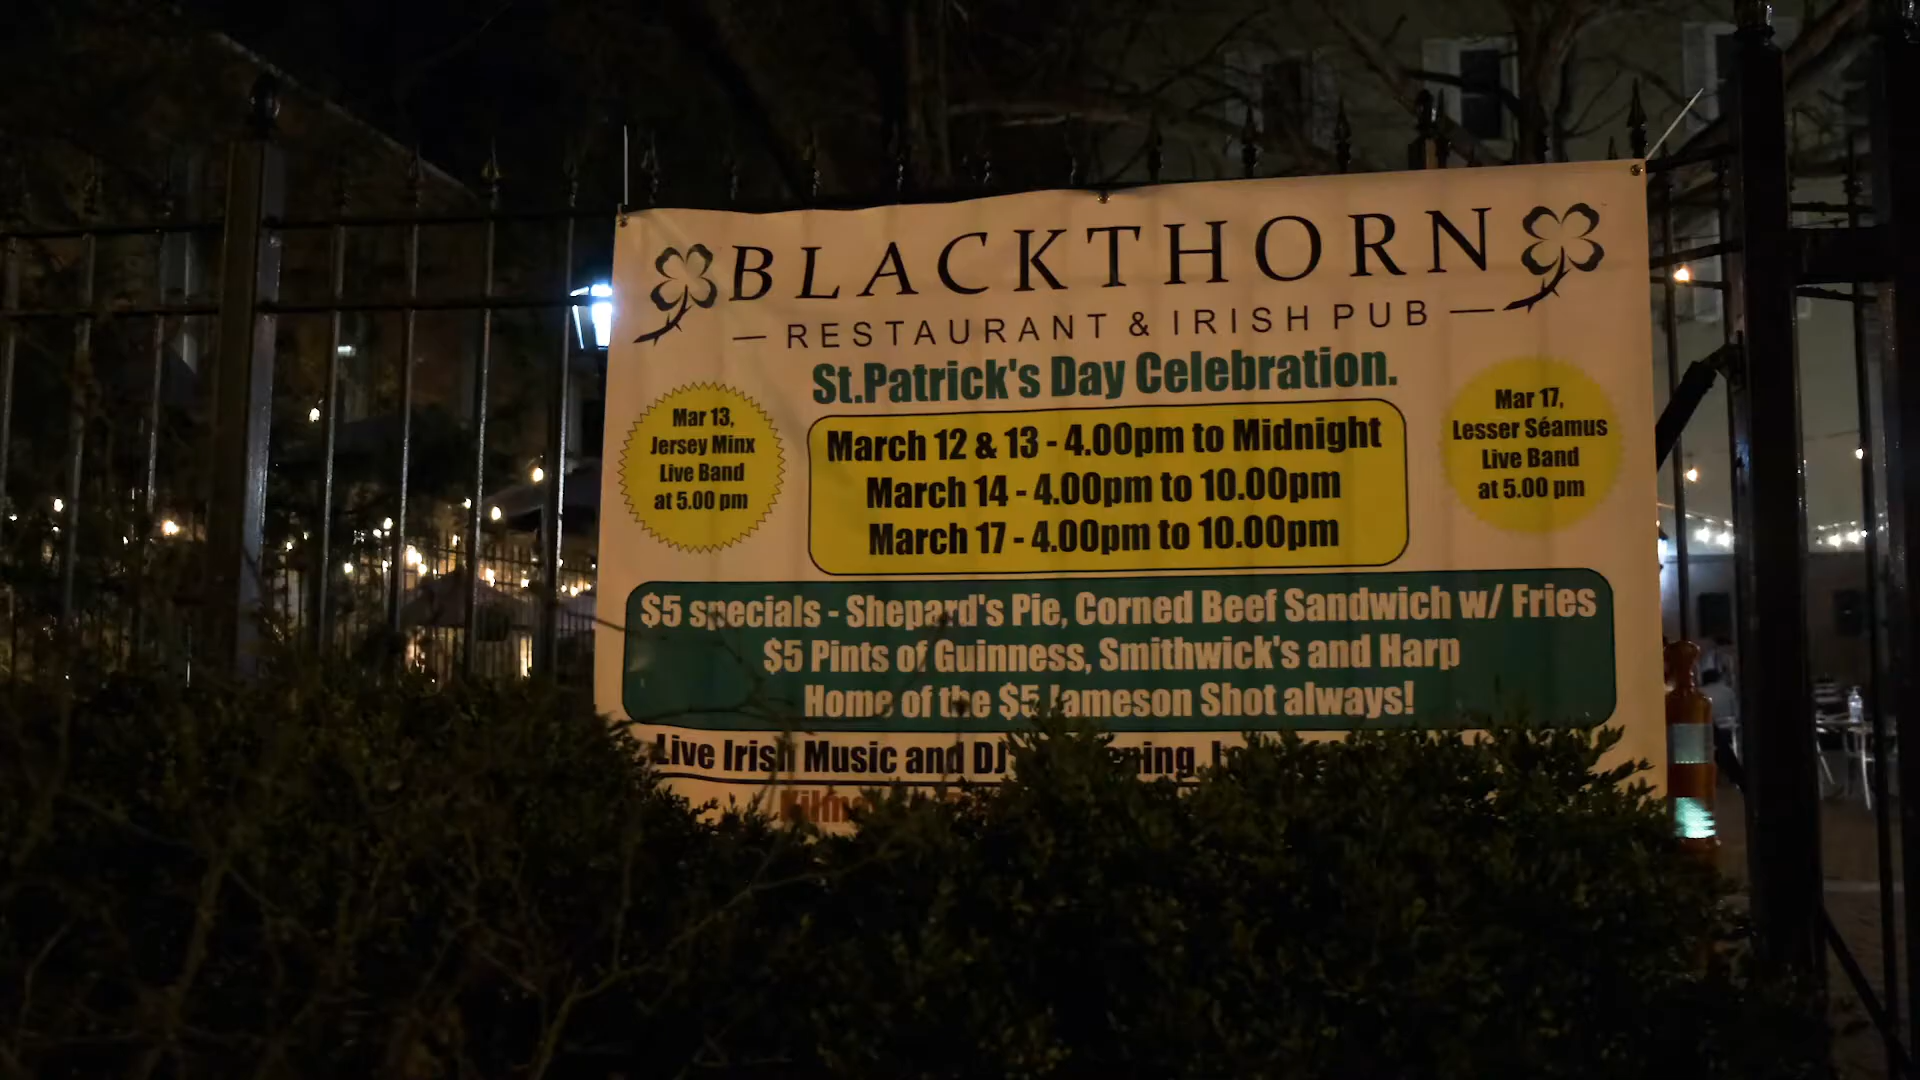 BLACKTHORN
— RESTAURANT & IRISH PUB —
St.Patrick's Day Celebration.
Mar 13,
Jersey Minx
Live Band
at 5.00 pm
March 12 & 13 - 4.00pm to Midnight
March 14 - 4.00pm to 10.00pm
March 17 - 4.00pm to 10.00pm
Mar 17,
Lesser Séamus
Live Band
at 5.00 pm
$5 specials - Shepard's Pie, Corned Beef Sandwich w/ Fries
$5 Pints of Guinness, Smithwick's and Harp
Home of the $5 Jameson Shot always!
Live Irish Music and DJ